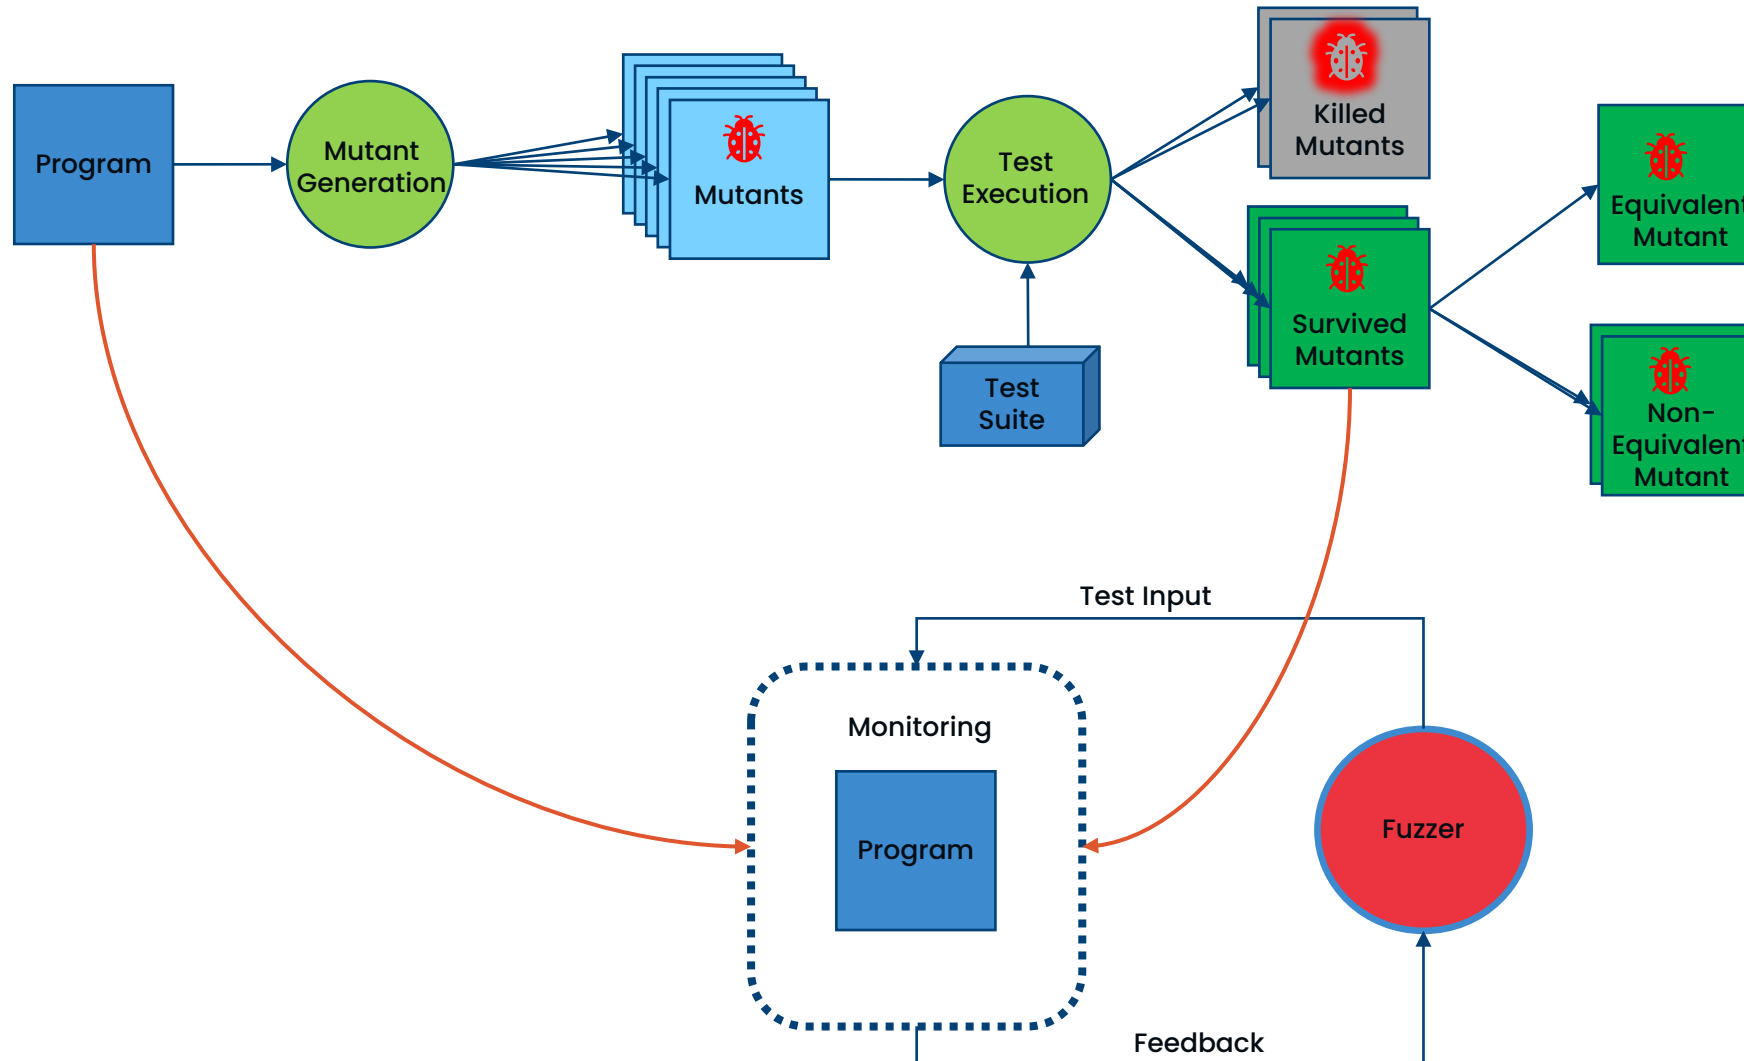 Program
Mutant
Generation
Mutants
Test
Execution
Killed
Mutants
Equivalent
Mutant
Survived
Mutants
Test
Suite
Non-
Equivalent
Mutant
Test Input
Monitoring
Program
Fuzzer
Feedback